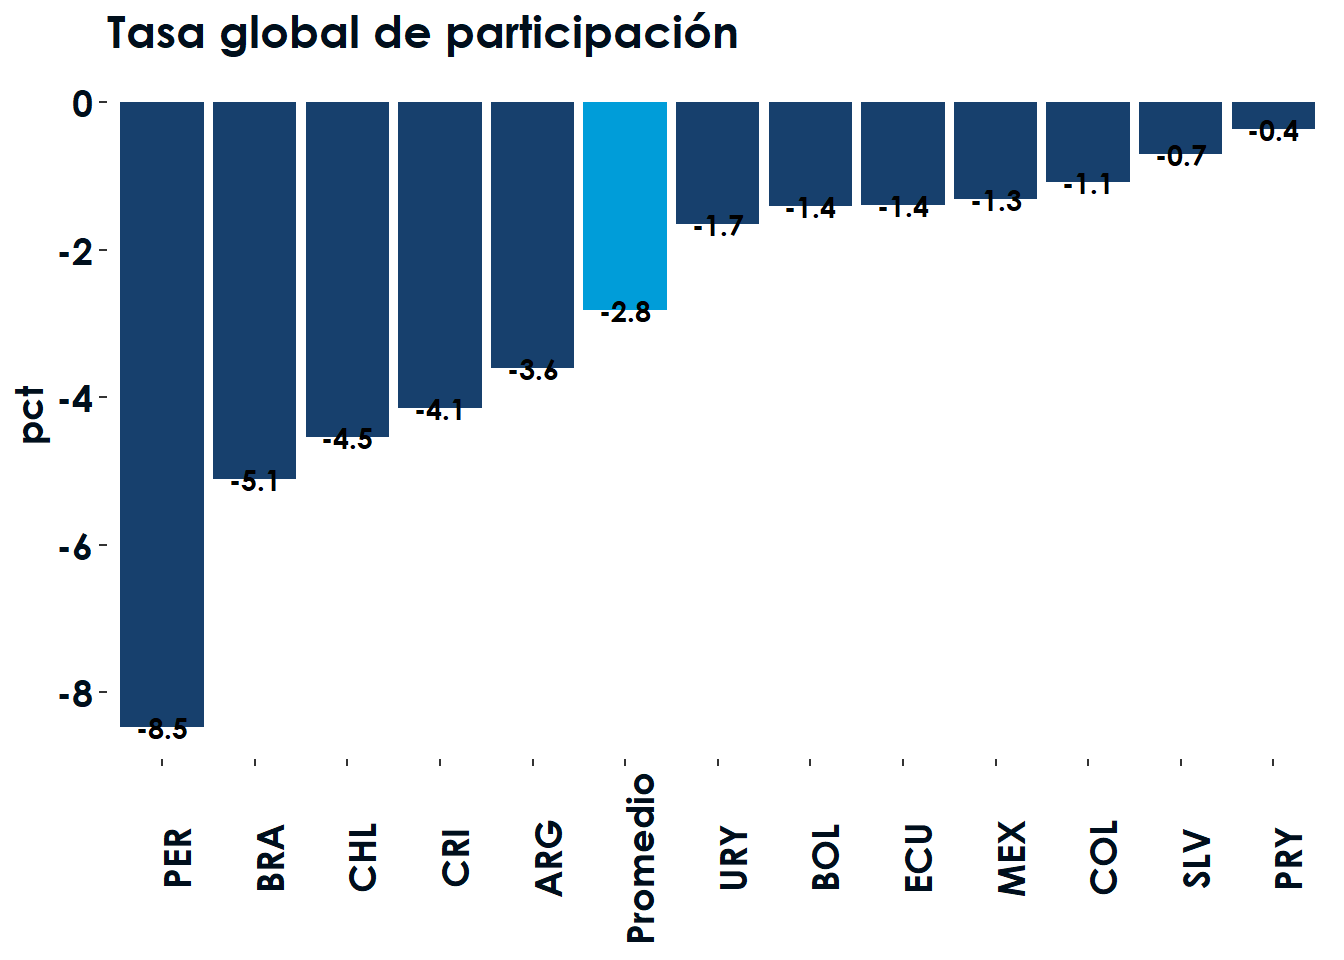 Tasa global de participación
pct
0
-2
-4
-6
-8
-8.5
-5.1
-4.5
-4.1
-3.6
-2.8
-1.7
-1.4
-1.4
-1.3
-1.1
-0.7
-0.4
PER
BRA
CHL
CRI
ARG
Promedio
URY
BOL
ECU
MEX
COL
SLV
PRY